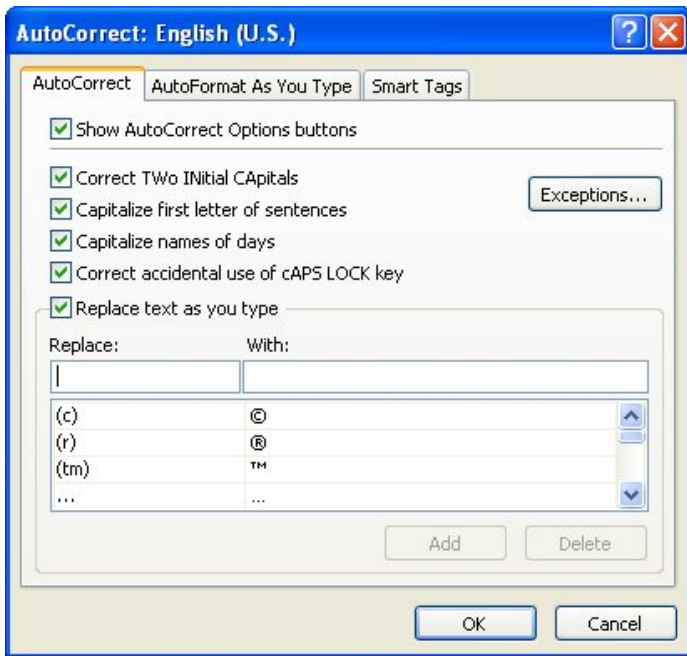 AutoCorrect: English (U.S.)
AutoCorrect AutoFormat As You Type Smart Tags
Show AutoCorrect Options buttons
Correct TWo INitial CApitals
Exceptions...
Capitalize first letter of sentences
Capitalize names of days
Correct accidental use of cAPS LOCK key
Replace text as you type
Replace: With:
(c) ©
(r) ®
(tm) ™
... ...
Add Delete
OK Cancel